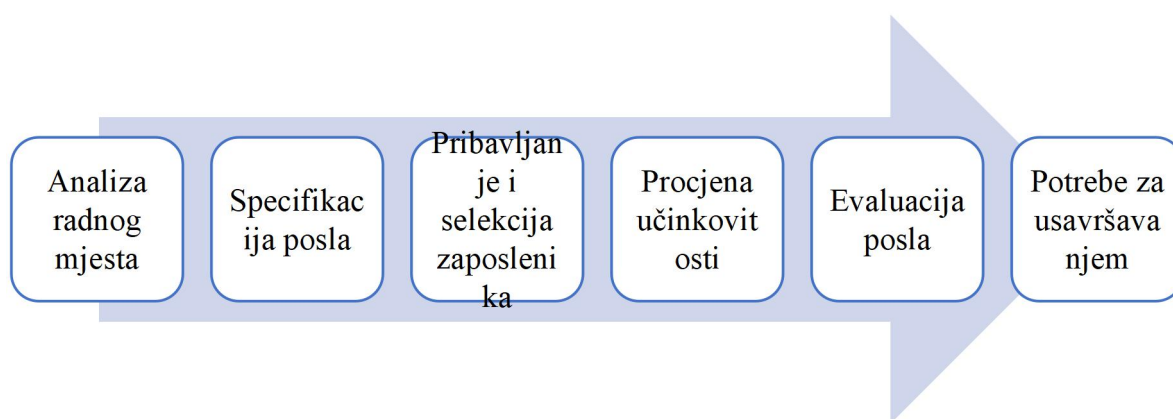 Analiza
radnog
mjesta
Specifikac
ija posla
Pribavljan
je i
selekcija
zaposleni
ka
Procjena
učinkovit
osti
Evaluacija
posla
Potrebe za
usavršava
njem